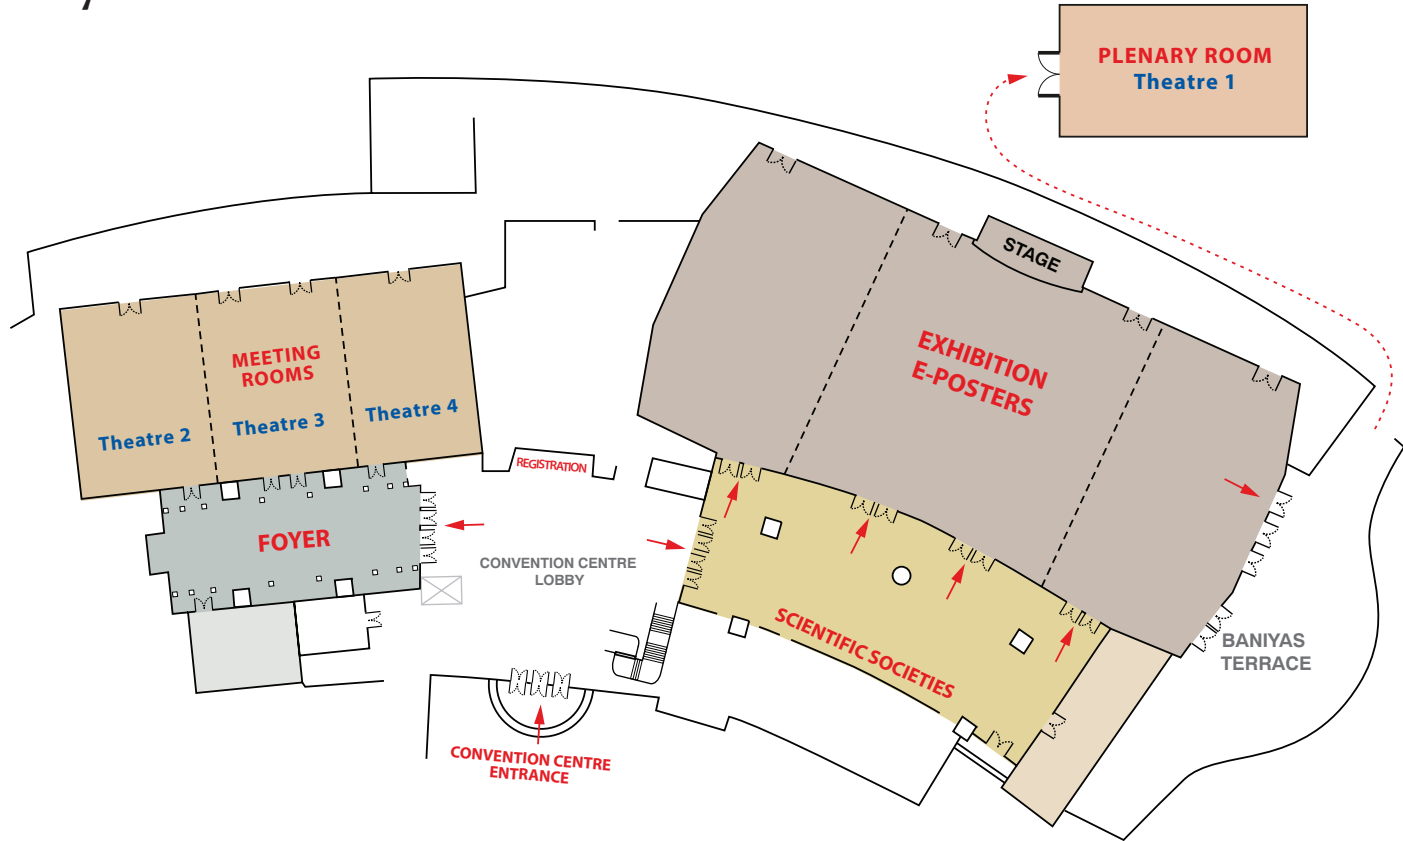 PLENARY ROOM
Theatre 1
STAGE
EXHIBITION
E-POSTERS
MEETING
ROOMS
Theatre 2
Theatre 3
Theatre 4
REGISTRATION
FOYER
CONVENTION CENTRE
LOBBY
SCIENTIFIC SOCIETIES
BANIYAS
TERRACE
CONVENTION CENTRE
ENTRANCE